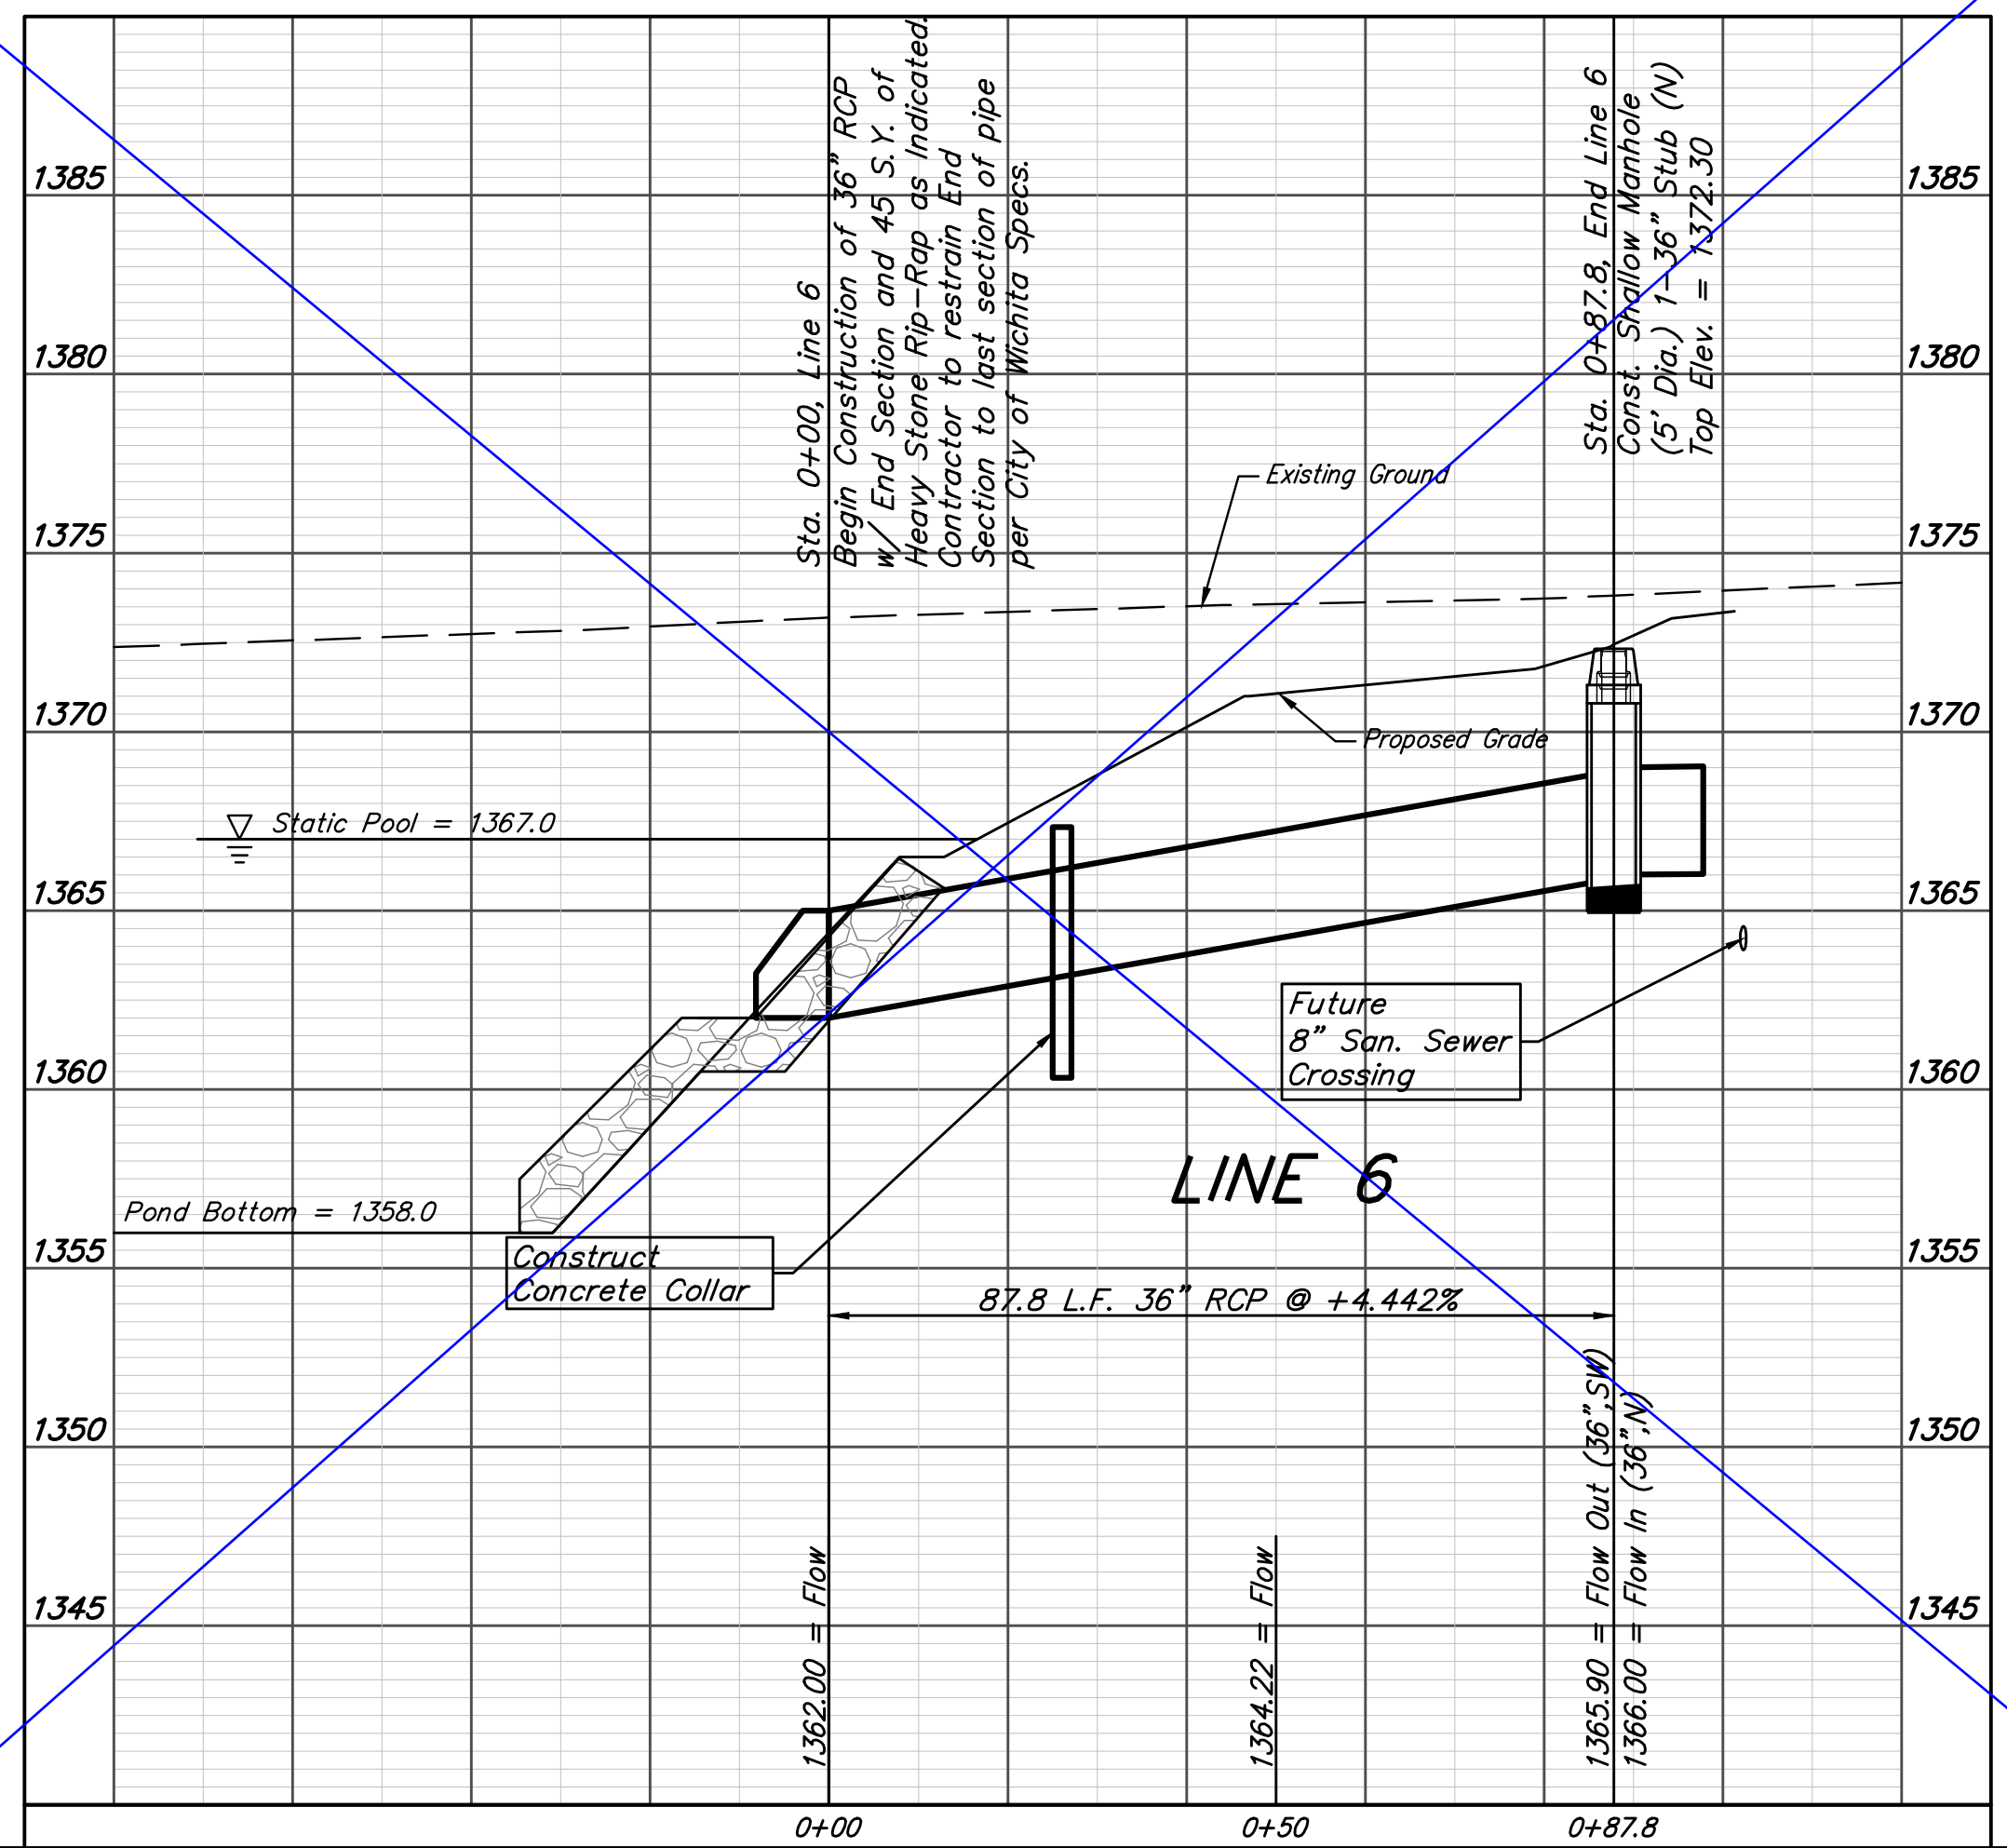 Sta. 0+00, Line 6
Begin Construction of 36" RCP
w/ End Section and 45 S.Y. of
Heavy Stone Rip-Rap as Indicated.
Contractor to restrain End
Section to last section of pipe
per City of Wichita Specs.
Sta. 0+87.8, End Line 6
Const. Shallow Manhole
(5' Dia.) 1-36" Stub (N)
Top Elev. = 1372.30
1385
1385
1380
1380
1375
1375
1370
1370
1365
1365
1360
1360
1355
1355
1350
1350
1345
1345
Existing Ground
Proposed Grade
Static Pool = 1367.0
Future
8" San. Sewer
Crossing
LINE 6
Pond Bottom = 1358.0
Construct
Concrete Collar
87.8 L.F. 36" RCP @ +4.442%
1362.00 = Flow
1364.22 = Flow
1365.90 = Flow Out (36",SW)
1366.00 = Flow In (36",N)
0+00
0+50
0+87.8